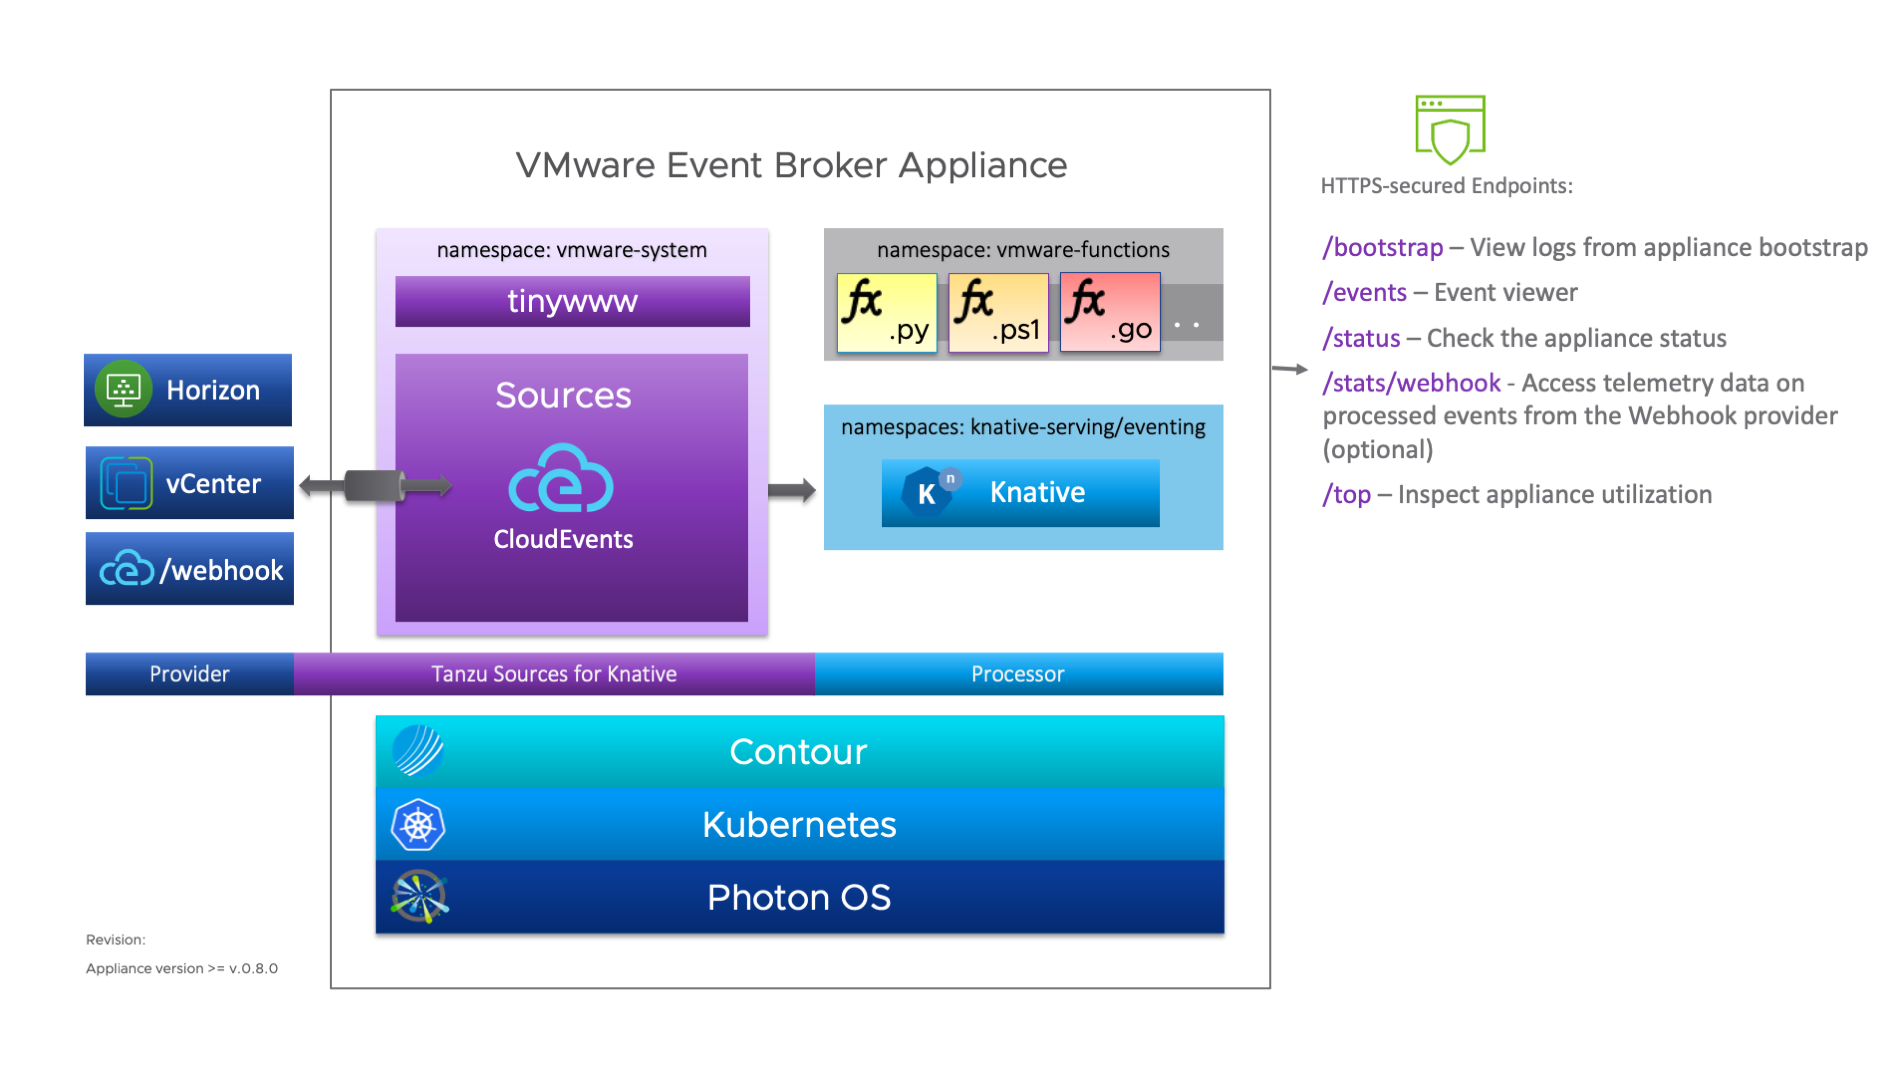 VMware Event Broker Appliance
namespace: vmware-system
tinywww
Sources
CloudEvents
namespace: vmware-functions
fx
.py
fx
.ps1
fx
.go
. .
namespaces: knative-serving/eventing
K
n
Knative
Horizon
vCenter
/webhook
Provider
Tanzu Sources for Knative
Processor
Contour
Kubernetes
Photon OS
Revision:
Appliance version >= v.0.8.0
HTTPS-secured Endpoints:
/bootstrap – View logs from appliance bootstrap
/events – Event viewer
/status – Check the appliance status
/stats/webhook - Access telemetry data on
processed events from the Webhook provider
(optional)
/top – Inspect appliance utilization